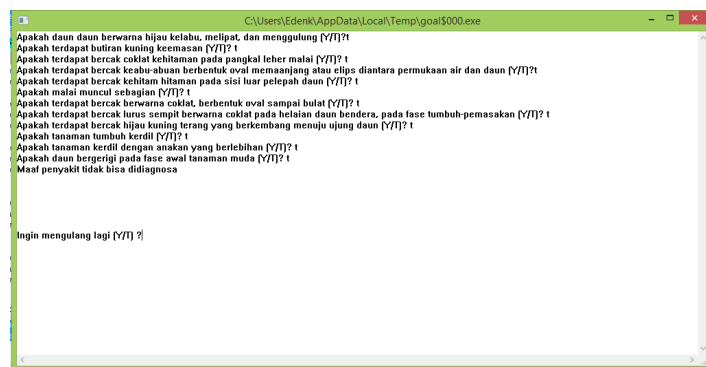 C:\Users\Edenk\AppData\Local\Temp\goal$000.exe
Apakah daun daun berwarna hijau kelabu, melipat, dan menggulung (Y/T)?t
Apakah terdapat butiran kuning keemasan (Y/T)? t
Apakah terdapat bercak coklat kehitaman pada pangkal leher malai (Y/T)? t
Apakah terdapat bercak keabu-abuan berbentuk oval memaanjang atau elips diantara permukaan air dan daun (Y/T)?t
Apakah terdapat bercak kehitam hitaman pada sisi luar pelepah daun (Y/T)? t
Apakah malai muncul sebagian (Y/T)? t
Apakah terdapat bercak berwarna coklat, berbentuk oval sampai bulat (Y/T)? t
Apakah terdapat bercak lurus sempit berwarna coklat pada helaian daun bendera, pada fase tumbuh-pemasakan (Y/T)? t
Apakah terdapat bercak hijau kuning terang yang berkembang menuju ujung daun (Y/T)? t
Apakah tanaman tumbuh kerdil (Y/T)? t
Apakah tanaman kerdil dengan anakan yang berlebihan (Y/T)? t
Apakah daun bergerigi pada fase awal tanaman muda (Y/T)? t
Maaf penyakit tidak bisa didiagnosa
Ingin mengulang lagi (Y/T) ?